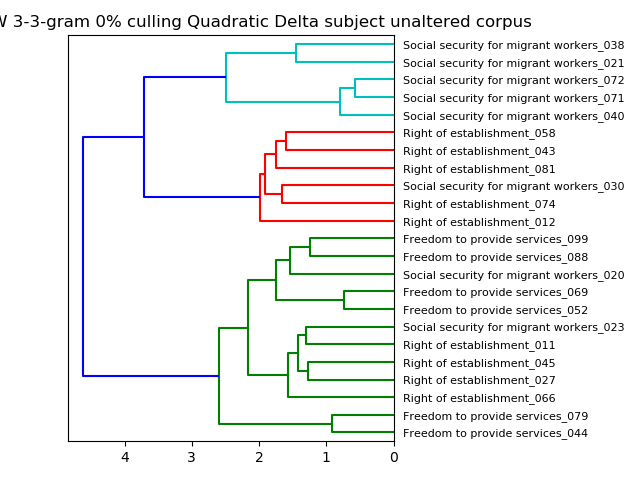 3-3-gram 0% culling Quadratic Delta subject unaltered corpus
Social security for migrant workers_038
Social security for migrant workers_021
Social security for migrant workers_072
Social security for migrant workers_071
Social security for migrant workers_040
Right of establishment_058
Right of establishment_043
Right of establishment_081
Social security for migrant workers_030
Right of establishment_074
Right of establishment_012
Freedom to provide services_099
Freedom to provide services_088
Social security for migrant workers_020
Freedom to provide services_069
Freedom to provide services_052
Social security for migrant workers_023
Right of establishment_011
Right of establishment_045
Right of establishment_027
Right of establishment_066
Freedom to provide services_079
Freedom to provide services_044
4 3 2 1 0